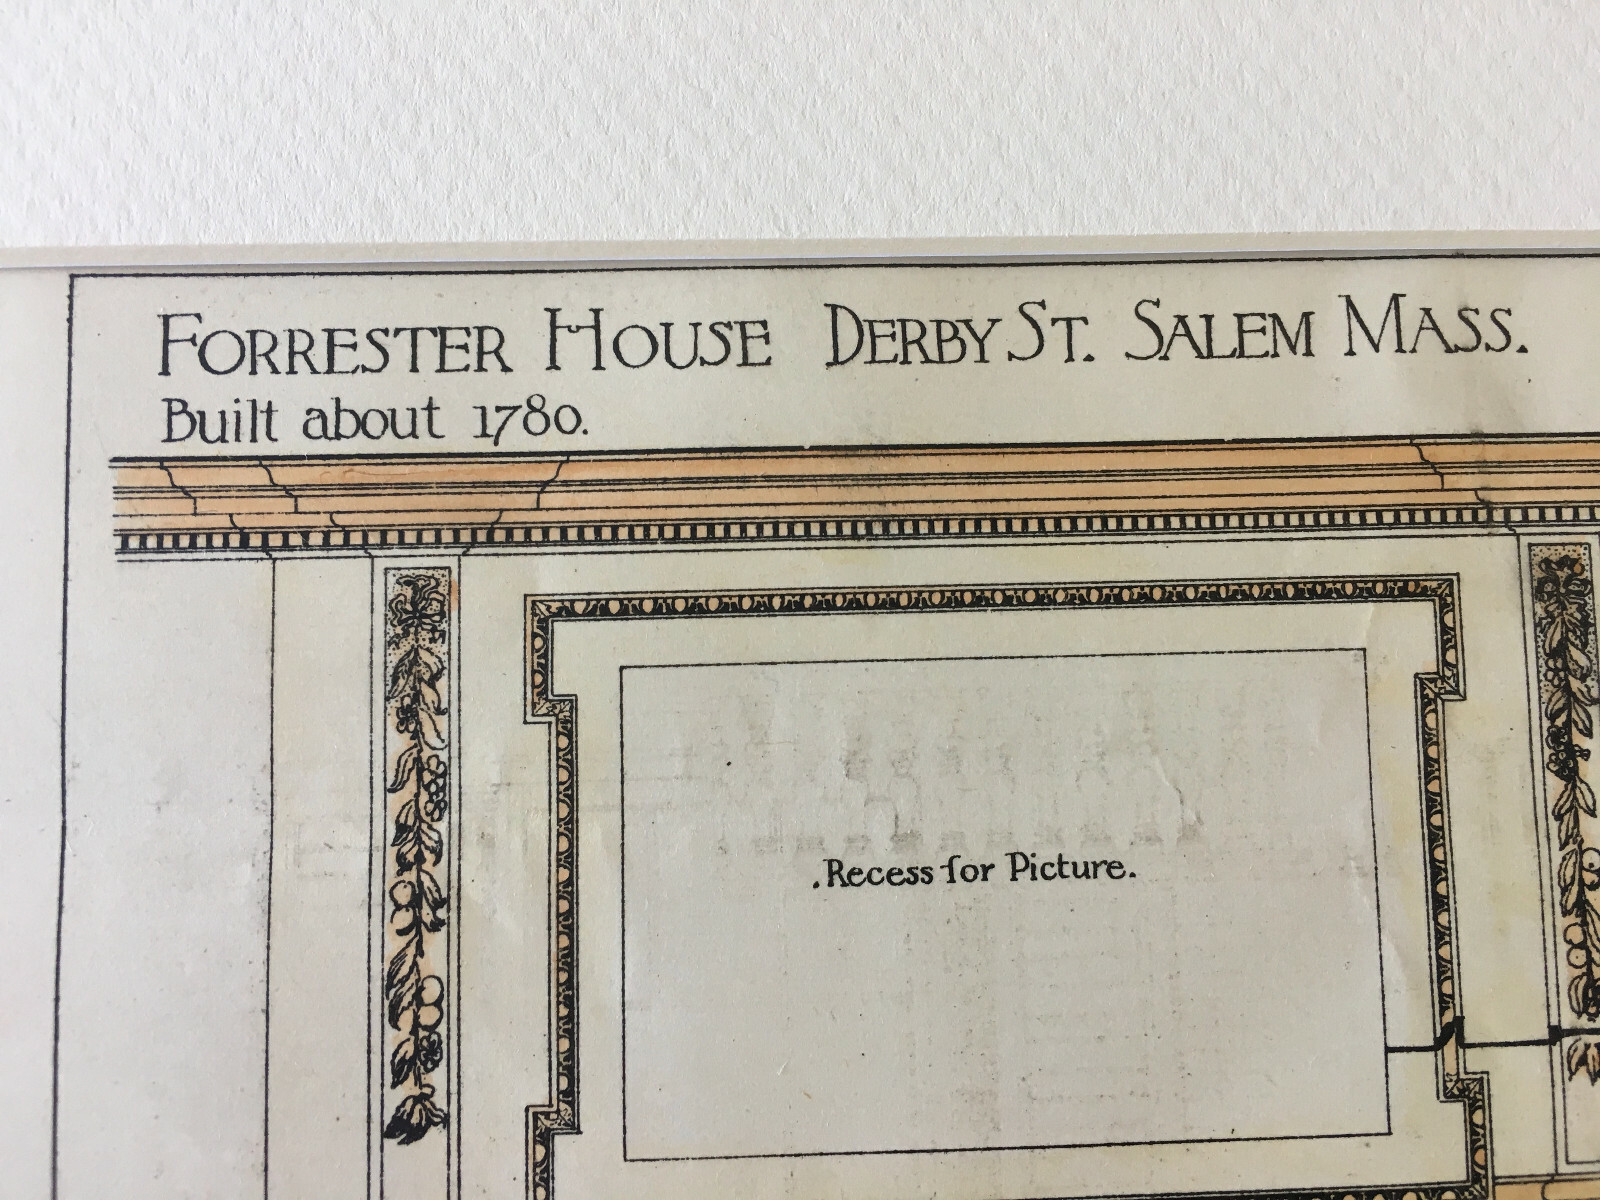 FORRESTER HOUSE DERBY ST. SALEM MASS.
Built about 1780.
.Recess for Picture.